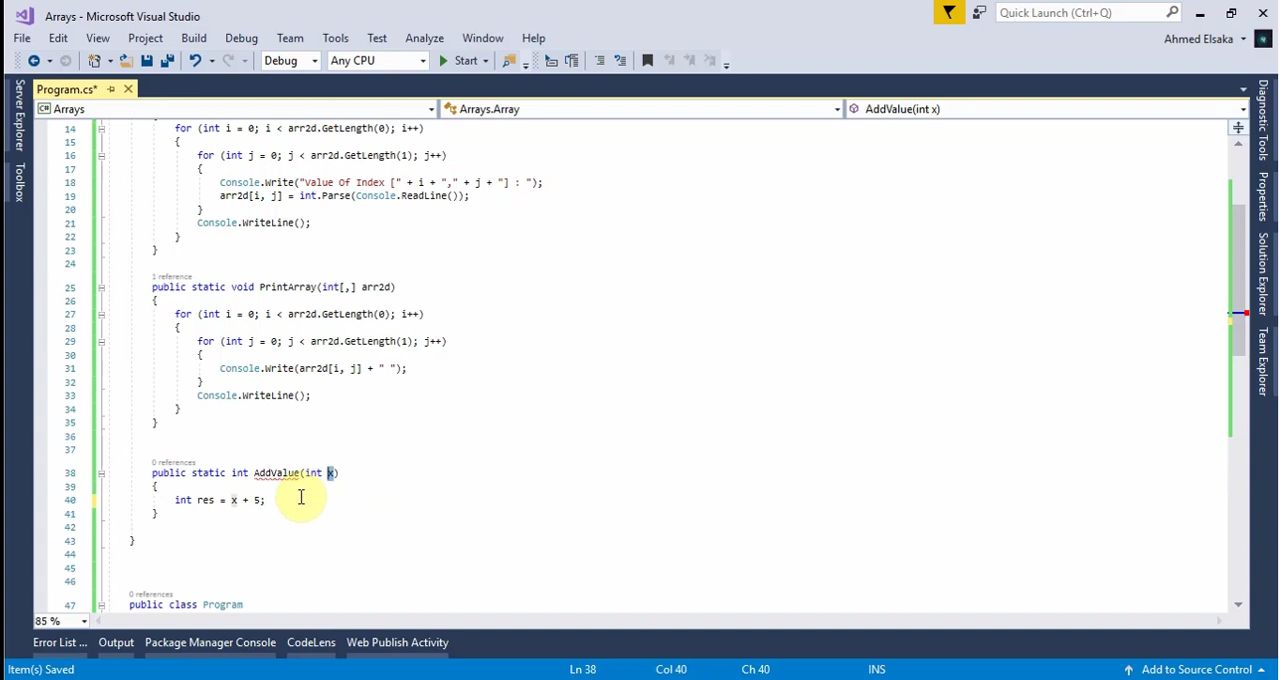 Arrays - Microsoft Visual Studio
Quick Launch (Ctrl+Q)
File Edit View Project Build Debug Team Tools Test Analyze Window Help
Ahmed Elsaka
Debug Any CPU Start
Program.cs*
Arrays Arrays.Array AddValue(int x)
Server Explorer
Toolbox
Diagnostic Tools
Properties
Solution Explorer
Team Explorer
14 for (int i = 0; i < arr2d.GetLength(0); i++)
15 {
16 for (int j = 0; j < arr2d.GetLength(1); j++)
17 {
18 Console.Write("Value Of Index [" + i + "," + j + "] : ");
19 arr2d[i, j] = int.Parse(Console.ReadLine());
20 }
21 Console.WriteLine();
22 }
23 }
24
1 reference
25 public static void PrintArray(int[,] arr2d)
26 {
27 for (int i = 0; i < arr2d.GetLength(0); i++)
28 {
29 for (int j = 0; j < arr2d.GetLength(1); j++)
30 {
31 Console.Write(arr2d[i, j] + " ");
32 }
33 Console.WriteLine();
34 }
35 }
36
37
0 references
38 public static int AddValue(int x)
39 {
40 int res = x + 5;
41 }
42
43 }
44
45
46
0 references
47 public class Program
85 %
Error List ... Output Package Manager Console CodeLens Web Publish Activity
Item(s) Saved Ln 38 Col 40 Ch 40 INS Add to Source Control